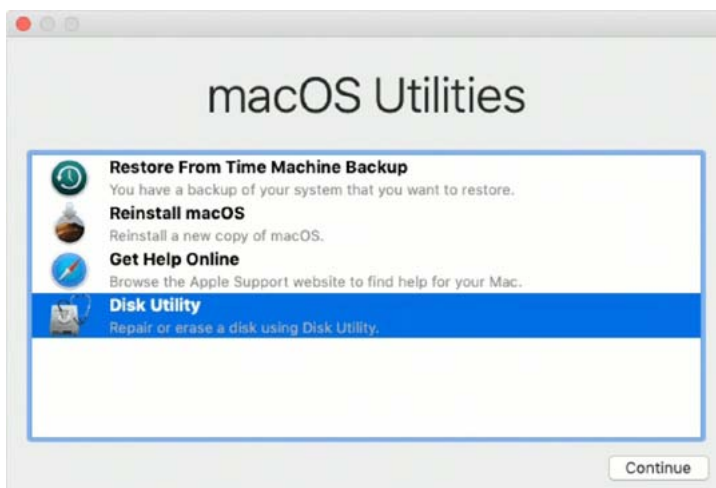 macOS Utilities
Restore From Time Machine Backup
You have a backup of your system that you want to restore.
Reinstall macOS
Reinstall a new copy of macOS.
Get Help Online
Browse the Apple Support website to find help for your Mac.
Disk Utility
Repair or erase a disk using Disk Utility.
Continue